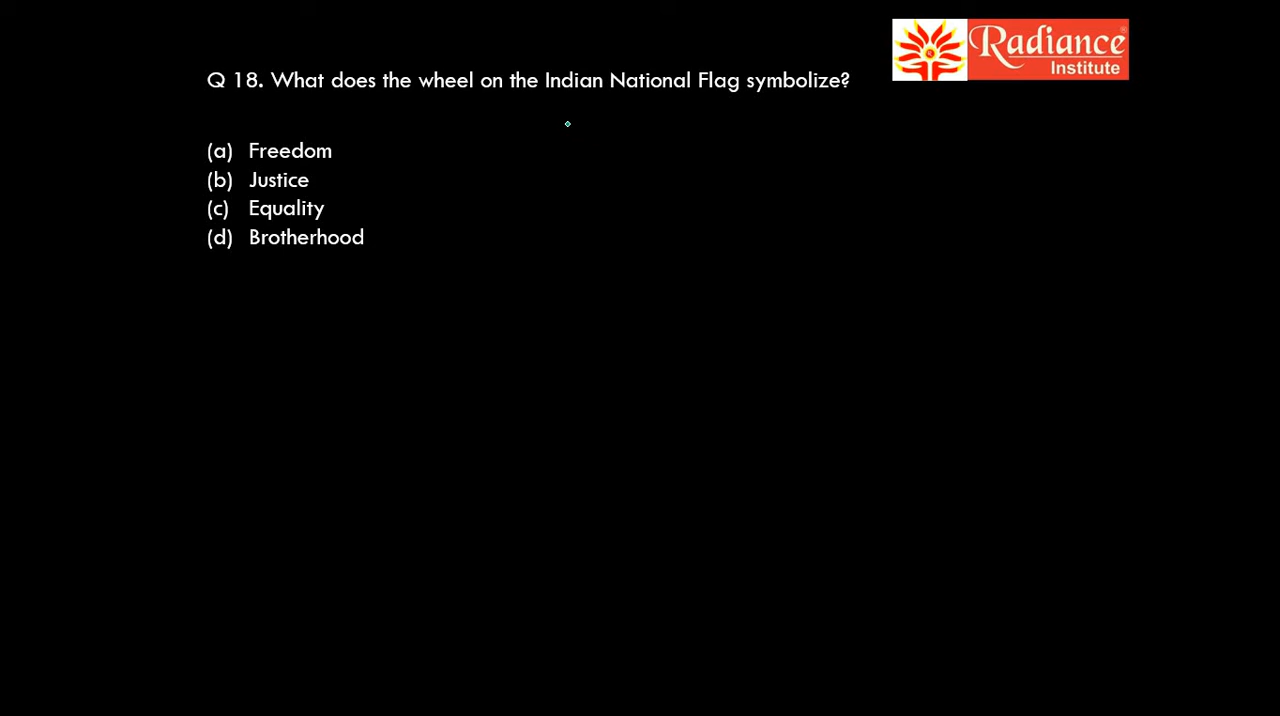 Radiance
Institute
Q 18. What does the wheel on the Indian National Flag symbolize?
(a) Freedom
(b) Justice
(c) Equality
(d) Brotherhood